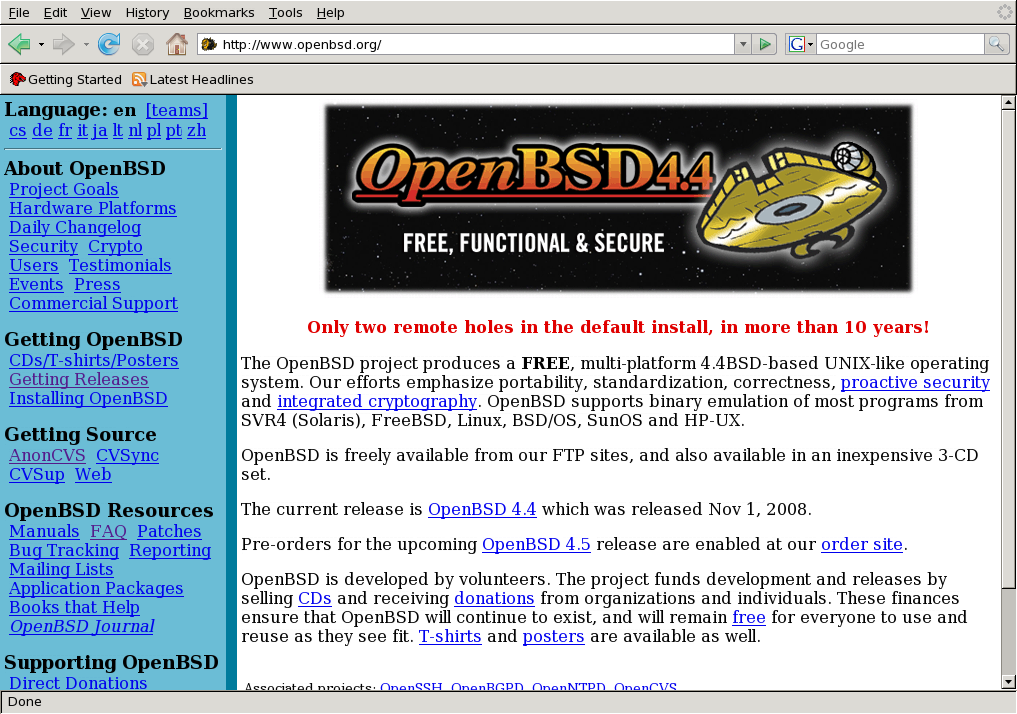 File Edit View History Bookmarks Tools Help
http://www.openbsd.org/
G Google
Getting Started Latest Headlines
Language: en [teams]
cs de fr it ja lt nl pl pt zh
About OpenBSD
Project Goals
Hardware Platforms
Daily Changelog
Security Crypto
Users Testimonials
Events Press
Commercial Support
Getting OpenBSD
CDs/T-shirts/Posters
Getting Releases
Installing OpenBSD
Getting Source
AnonCVS CVSync
CVSup Web
OpenBSD Resources
Manuals FAQ Patches
Bug Tracking Reporting
Mailing Lists
Application Packages
Books that Help
OpenBSD Journal
Supporting OpenBSD
Direct Donations
OpenBSD 4.4
FREE, FUNCTIONAL & SECURE
Only two remote holes in the default install, in more than 10 years!
The OpenBSD project produces a FREE, multi-platform 4.4BSD-based UNIX-like operating
system. Our efforts emphasize portability, standardization, correctness, proactive security
and integrated cryptography. OpenBSD supports binary emulation of most programs from
SVR4 (Solaris), FreeBSD, Linux, BSD/OS, SunOS and HP-UX.
OpenBSD is freely available from our FTP sites, and also available in an inexpensive 3-CD
set.
The current release is OpenBSD 4.4 which was released Nov 1, 2008.
Pre-orders for the upcoming OpenBSD 4.5 release are enabled at our order site.
OpenBSD is developed by volunteers. The project funds development and releases by
selling CDs and receiving donations from organizations and individuals. These finances
ensure that OpenBSD will continue to exist, and will remain free for everyone to use and
reuse as they see fit. T-shirts and posters are available as well.
Associated projects: OpenSSH, OpenBGPD, OpenNTPD, OpenCVS
Done